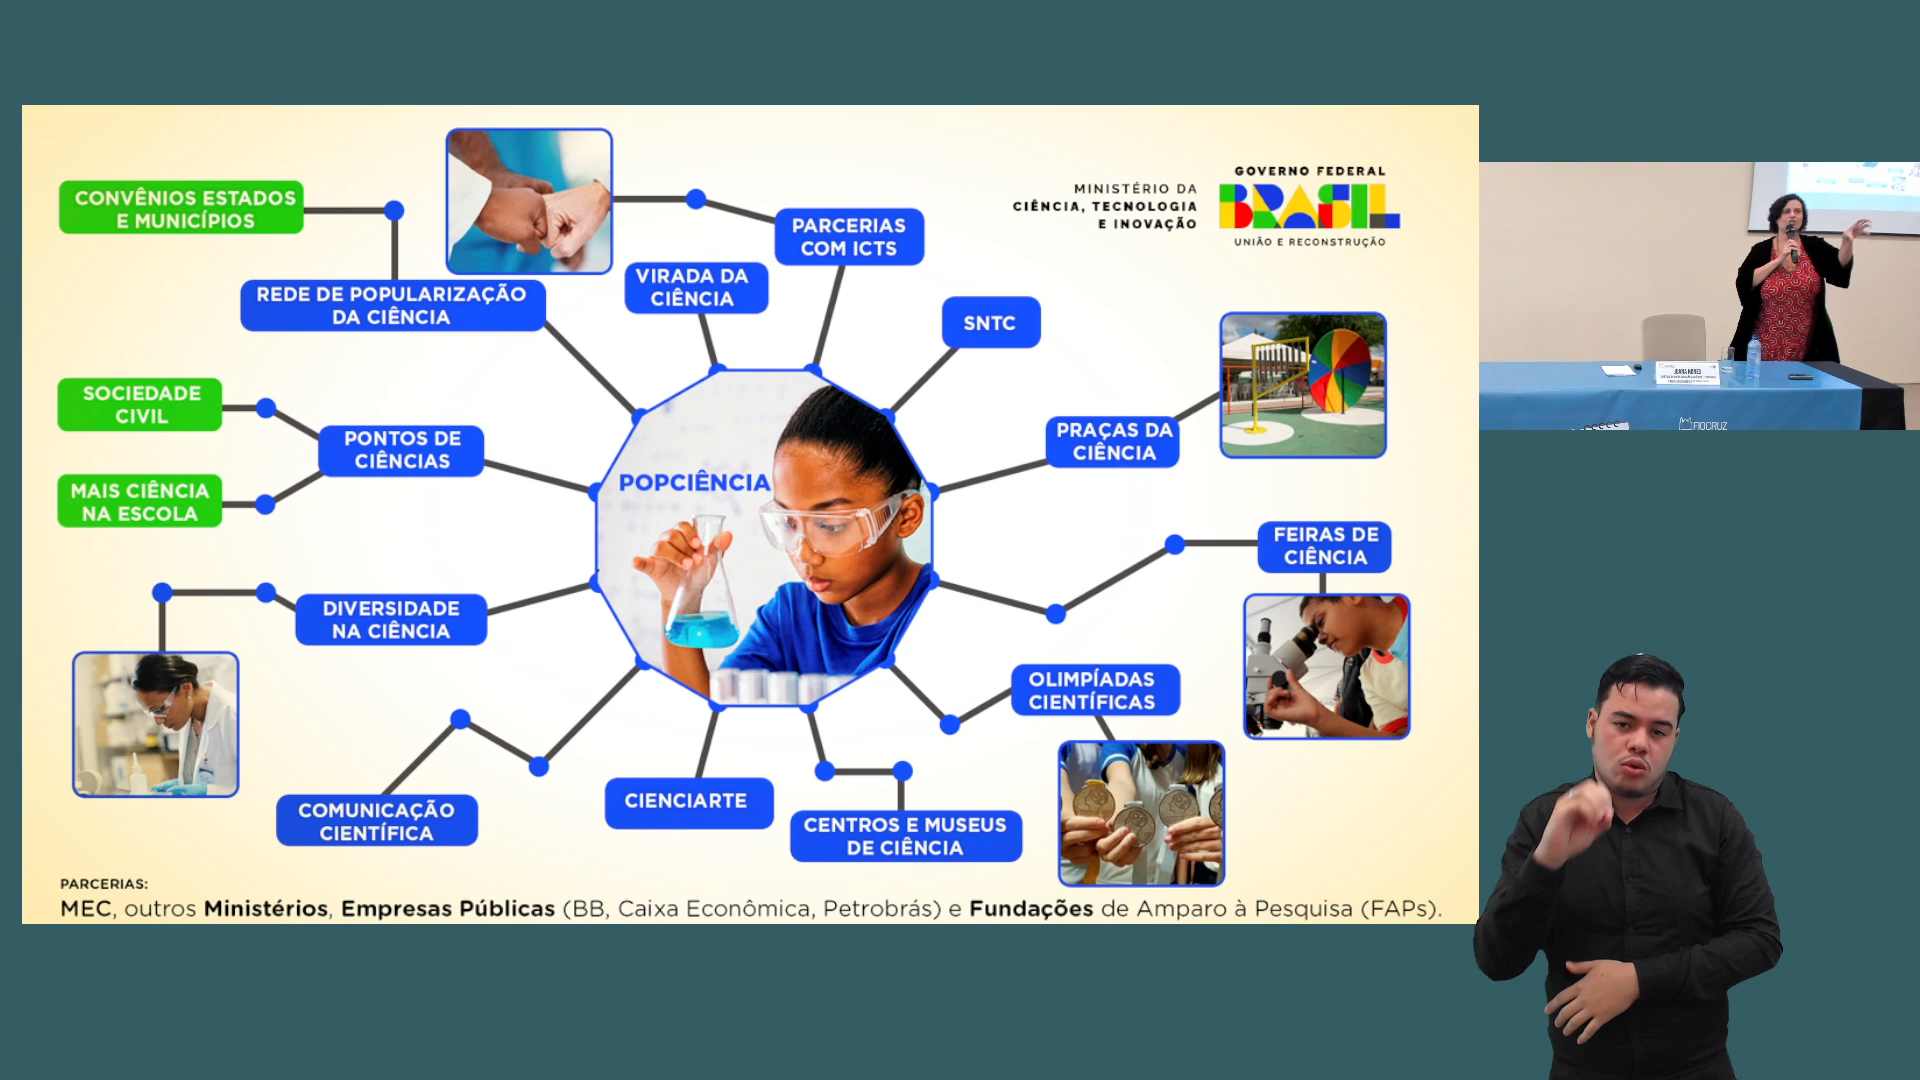 CONVÊNIOS ESTADOS
E MUNICÍPIOS
REDE DE POPULARIZAÇÃO
DA CIÊNCIA
VIRADA DA
CIÊNCIA
PARCERIAS
COM ICTS
MINISTÉRIO DA
CIÊNCIA, TECNOLOGIA
E INOVAÇÃO
GOVERNO FEDERAL
BRASIL
UNIÃO E RECONSTRUÇÃO
SNTC
SOCIEDADE
CIVIL
PONTOS DE
CIÊNCIAS
MAIS CIÊNCIA
NA ESCOLA
POPCIÊNCIA
PRAÇAS DA
CIÊNCIA
FEIRAS DE
CIÊNCIA
DIVERSIDADE
NA CIÊNCIA
OLIMPÍADAS
CIENTÍFICAS
COMUNICAÇÃO
CIENTÍFICA
CIENCIARTE
CENTROS E MUSEUS
DE CIÊNCIA
PARCERIAS:
MEC, outros Ministérios, Empresas Públicas (BB, Caixa Econômica, Petrobrás) e Fundações de Amparo à Pesquisa (FAPs).
FIOCRUZ